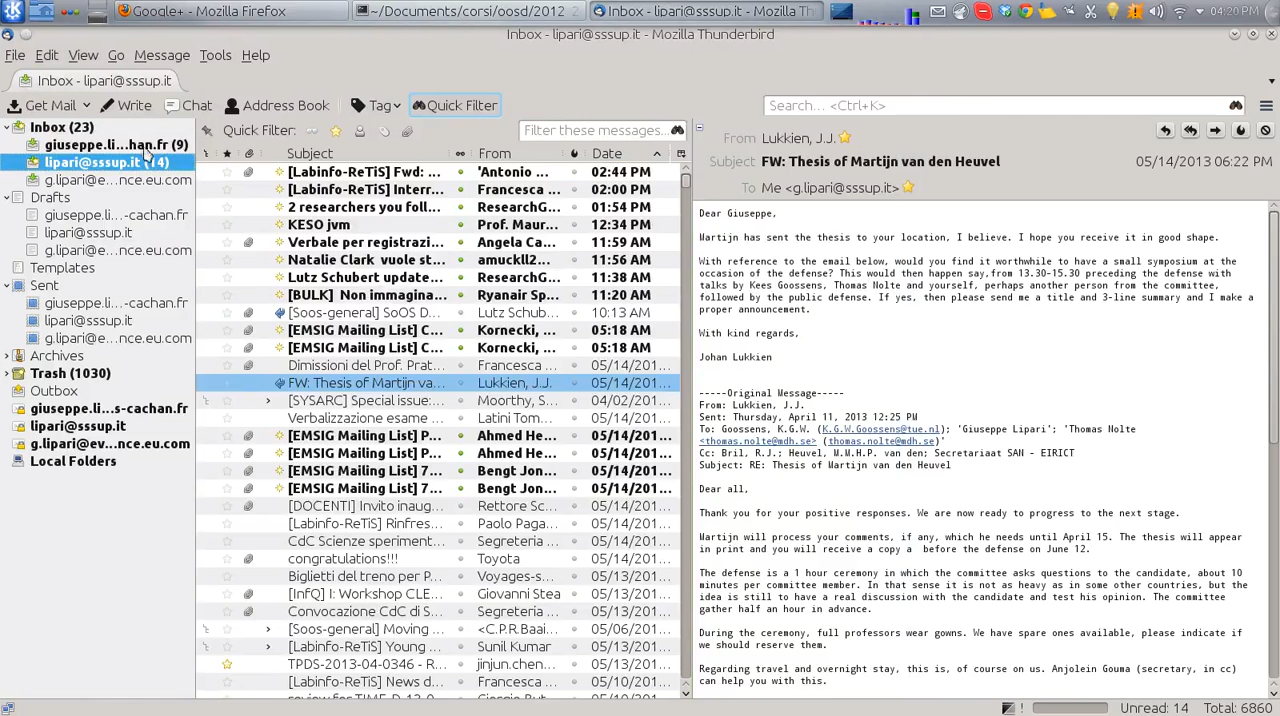 Google+ - Mozilla Firefox
~/Documents/corsi/oosd/2012_2
Inbox - lipari@sssup.it - Mozilla Th
04:20 PM
Inbox - lipari@sssup.it - Mozilla Thunderbird
File Edit View Go Message Tools Help
Inbox - lipari@sssup.it
Get Mail Write Chat Address Book Tag Quick Filter Search... <Ctrl+K>
Inbox (23)
giuseppe.li...han.fr (9)
lipari@sssup.it (14)
g.lipari@e...nce.eu.com
Drafts
giuseppe.li...-cachan.fr
lipari@sssup.it
g.lipari@e...nce.eu.com
Templates
Sent
giuseppe.li...-cachan.fr
lipari@sssup.it
g.lipari@e...nce.eu.com
Archives
Trash (1030)
Outbox
giuseppe.li...s-cachan.fr
lipari@sssup.it
g.lipari@ev...nce.eu.com
Local Folders
Quick Filter: Filter these messages...
Subject From Date
[Labinfo-ReTiS] Fwd: ... 'Antonio ... 02:44 PM
[Labinfo-ReTiS] Interr... Francesca ... 02:00 PM
2 researchers you foll... ResearchG... 01:54 PM
KESO jvm Prof. Maur... 12:34 PM
Verbale per registrazi... Angela Ca... 11:59 AM
Natalie Clark vuole st... amuckll2... 11:56 AM
Lutz Schubert update... ResearchG... 11:38 AM
[BULK] Non immagina... Ryanair Sp... 11:20 AM
[Soos-general] SoOS D... Lutz Schub... 10:13 AM
[EMSIG Mailing List] C... Kornecki, ... 05:18 AM
[EMSIG Mailing List] C... Kornecki, ... 05:18 AM
Dimissioni del Prof. Prat... Francesca ... 05/14/201...
FW: Thesis of Martijn va... Lukkien, J.J. 05/14/201...
[SYSARC] Special issue:... Moorthy, S... 04/02/201...
Verbalizzazione esame ... Latini Tom... 05/14/201...
[EMSIG Mailing List] P... Ahmed He... 05/14/201...
[EMSIG Mailing List] P... Ahmed He... 05/14/201...
[EMSIG Mailing List] 7... Bengt Jon... 05/14/201...
[EMSIG Mailing List] 7... Bengt Jon... 05/14/201...
[DOCENTI] Invito inaug... Rettore Sc... 05/14/201...
[Labinfo-ReTiS] Rinfres... Paolo Paga... 05/14/201...
CdC Scienze speriment... Segreteria ... 05/14/201...
congratulations!!! Toyota 05/14/201...
Biglietti del treno per P... Voyages-s... 05/13/201...
[InfQ] I: Workshop CLE... Giovanni Stea 05/13/201...
Convocazione CdC di S... Segreteria ... 05/13/201...
[Soos-general] Moving ... <C.P.R.Baai... 05/06/201...
[Labinfo-ReTiS] Young ... Sunil Kumar 05/13/201...
TPDS-2013-04-0346 - R... jinjun.chen... 05/13/201...
[Labinfo-ReTiS] News d... Francesca ... 05/10/201...
From Lukkien, J.J.
Subject FW: Thesis of Martijn van den Heuvel 05/14/2013 06:22 PM
To Me <g.lipari@sssup.it>
Dear Giuseppe,
Martijn has sent the thesis to your location, I believe. I hope you receive it in good shape.
With reference to the email below, would you find it worthwhile to have a small symposium at the
occasion of the defense? This would then happen say,from 13.30-15.30 preceding the defense with
talks by Kees Goossens, Thomas Nolte and yourself, perhaps another person from the committee,
followed by the public defense. If yes, then please send me a title and 3-line summary and I make a
proper announcement.
With kind regards,
Johan Lukkien
-----Original Message-----
From: Lukkien, J.J.
Sent: Thursday, April 11, 2013 12:25 PM
To: Goossens, K.G.W. (K.G.W.Goossens@tue.nl); 'Giuseppe Lipari'; 'Thomas Nolte
<thomas.nolte@mdh.se> (thomas.nolte@mdh.se)'
Cc: Bril, R.J.; Heuvel, M.M.H.P. van den; Secretariaat SAN - EIRICT
Subject: RE: Thesis of Martijn van den Heuvel
Dear all,
Thank you for your positive responses. We are now ready to progress to the next stage.
Martijn will process your comments, if any, which he needs until April 15. The thesis will appear
in print and you will receive a copy a  before the defense on June 12.
The defense is a 1 hour ceremony in which the committee asks questions to the candidate, about 10
minutes per committee member. In that sense it is not as heavy as in some other countries, but the
idea is still to have a real discussion with the candidate and test his opinion. The committee
gather half an hour in advance.
During the ceremony, full professors wear gowns. We have spare ones available, please indicate if
we should reserve them.
Regarding travel and overnight stay, this is, of course on us. Anjolein Gouma (secretary, in cc)
can help you with this.
Unread: 14 Total: 6860